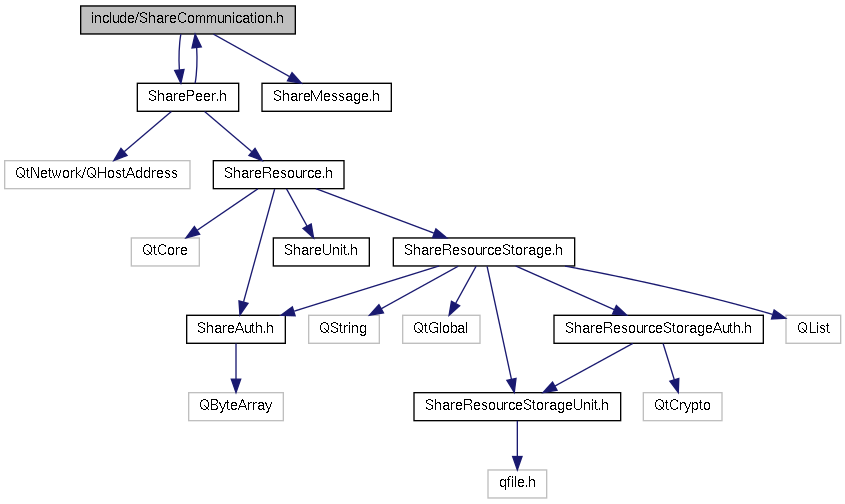 include/ShareCommunication.h
SharePeer.h
ShareMessage.h
QtNetwork/QHostAddress
ShareResource.h
QtCore
ShareUnit.h
ShareResourceStorage.h
ShareAuth.h
QString
QtGlobal
ShareResourceStorageAuth.h
QList
QByteArray
ShareResourceStorageUnit.h
QtCrypto
qfile.h